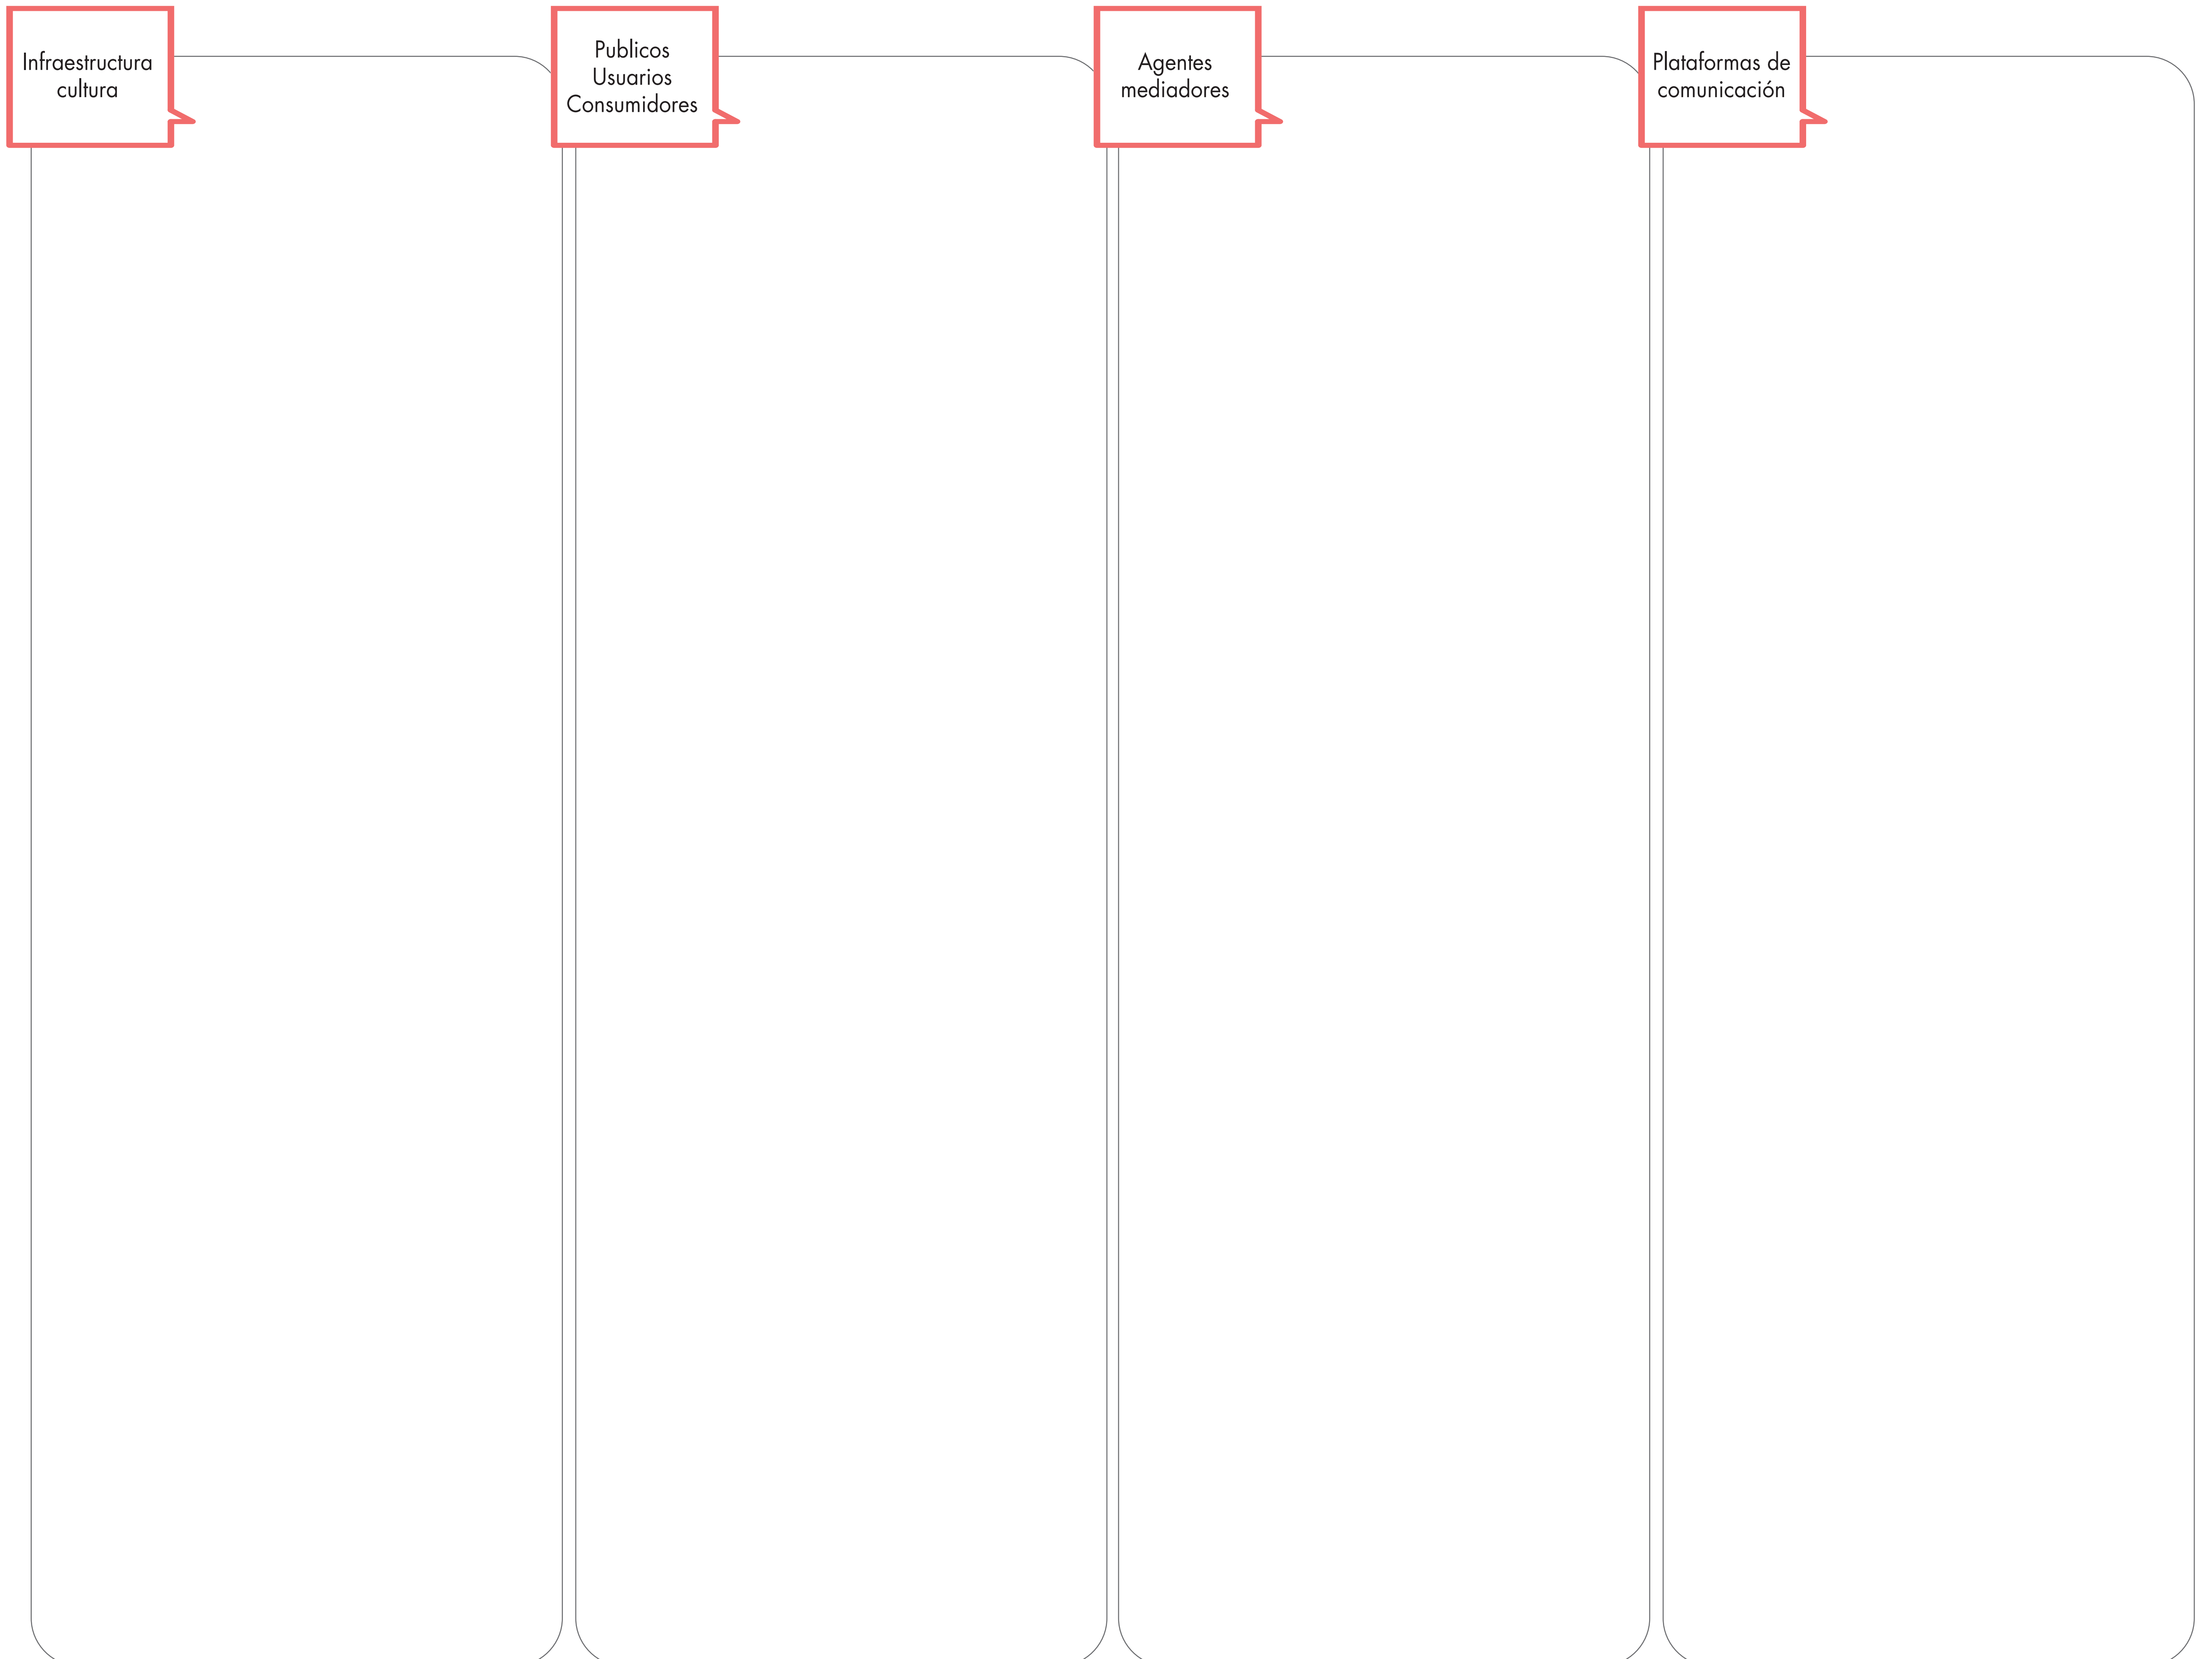 Infraestructura
cultura
Publicos
Usuarios
Consumidores
Agentes
mediadores
Plataformas de
comunicación